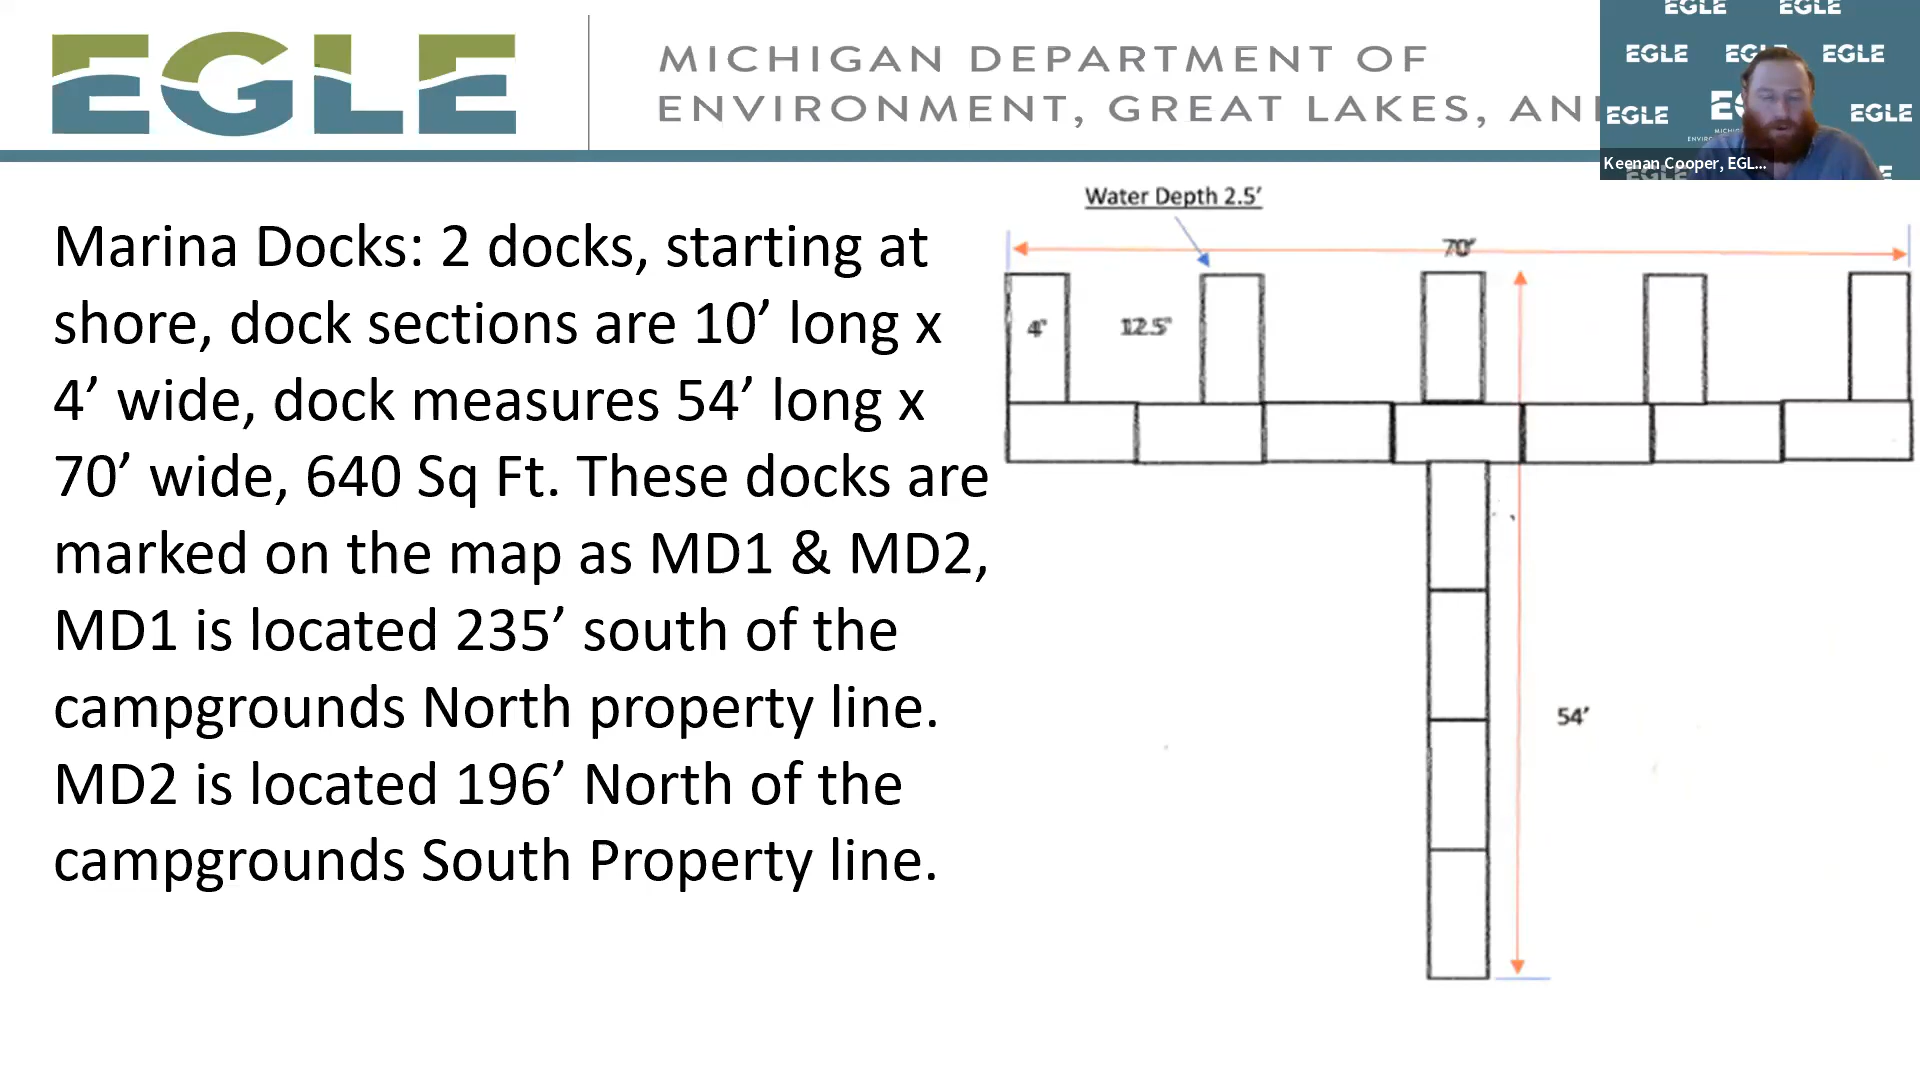 EGLE
MICHIGAN DEPARTMENT OF
ENVIRONMENT, GREAT LAKES, AN
EGLE EGLE
EGLE EGLE
EGLE EGLE
EGLE
Keenan Cooper, EGL...
Water Depth 2.5’
70’
4’
12.5’
54’
Marina Docks: 2 docks, starting at
shore, dock sections are 10’ long x
4’ wide, dock measures 54’ long x
70’ wide, 640 Sq Ft. These docks are
marked on the map as MD1 & MD2,
MD1 is located 235’ south of the
campgrounds North property line.
MD2 is located 196’ North of the
campgrounds South Property line.